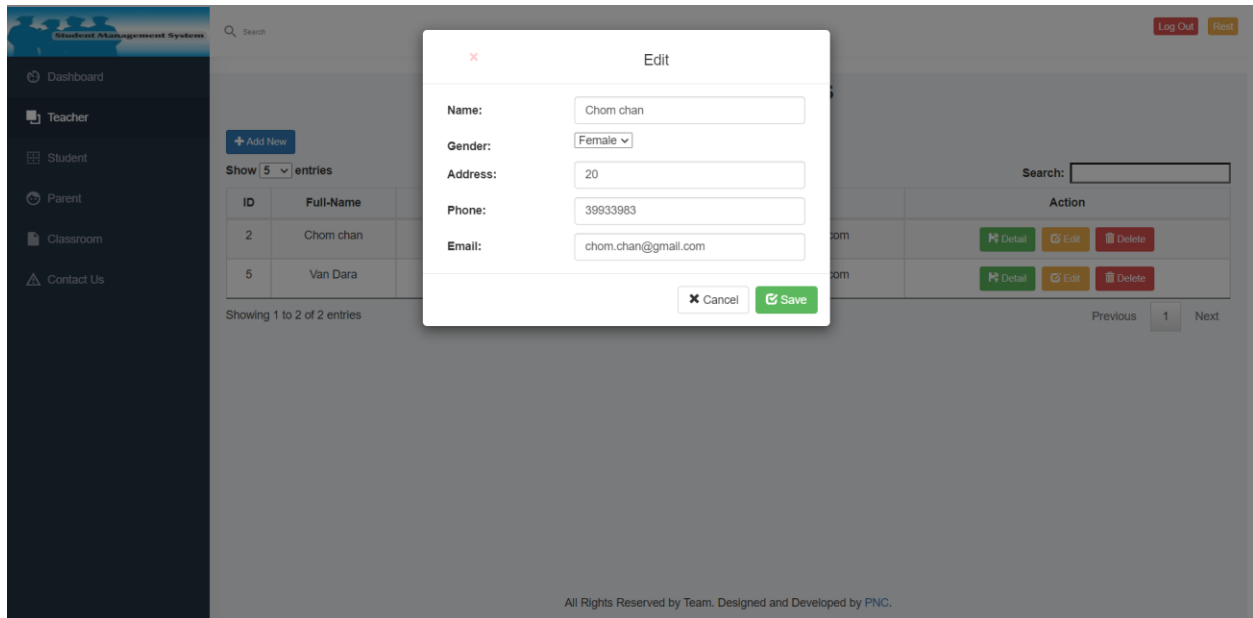 Student Management System
Search
Log Out
Rest
Dashboard
Teacher
Student
Parent
Classroom
Contact Us
Add New
Show 5 entries
Search:
ID
Full-Name
Action
2
Chom chan
com
Detail
Edit
Delete
5
Van Dara
com
Detail
Edit
Delete
Showing 1 to 2 of 2 entries
Previous
1
Next
Edit
Name:
Chom chan
Gender:
Female
Address:
20
Phone:
39933983
Email:
chom.chan@gmail.com
Cancel
Save
All Rights Reserved by Team. Designed and Developed by PNC.